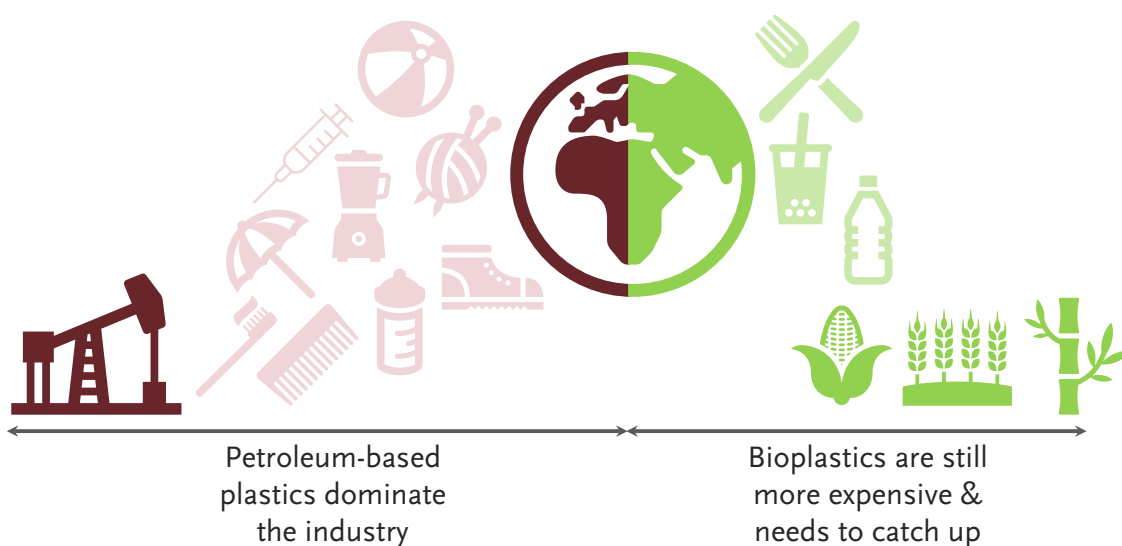 Petroleum-based
plastics dominate
the industry
Bioplastics are still
more expensive &
needs to catch up